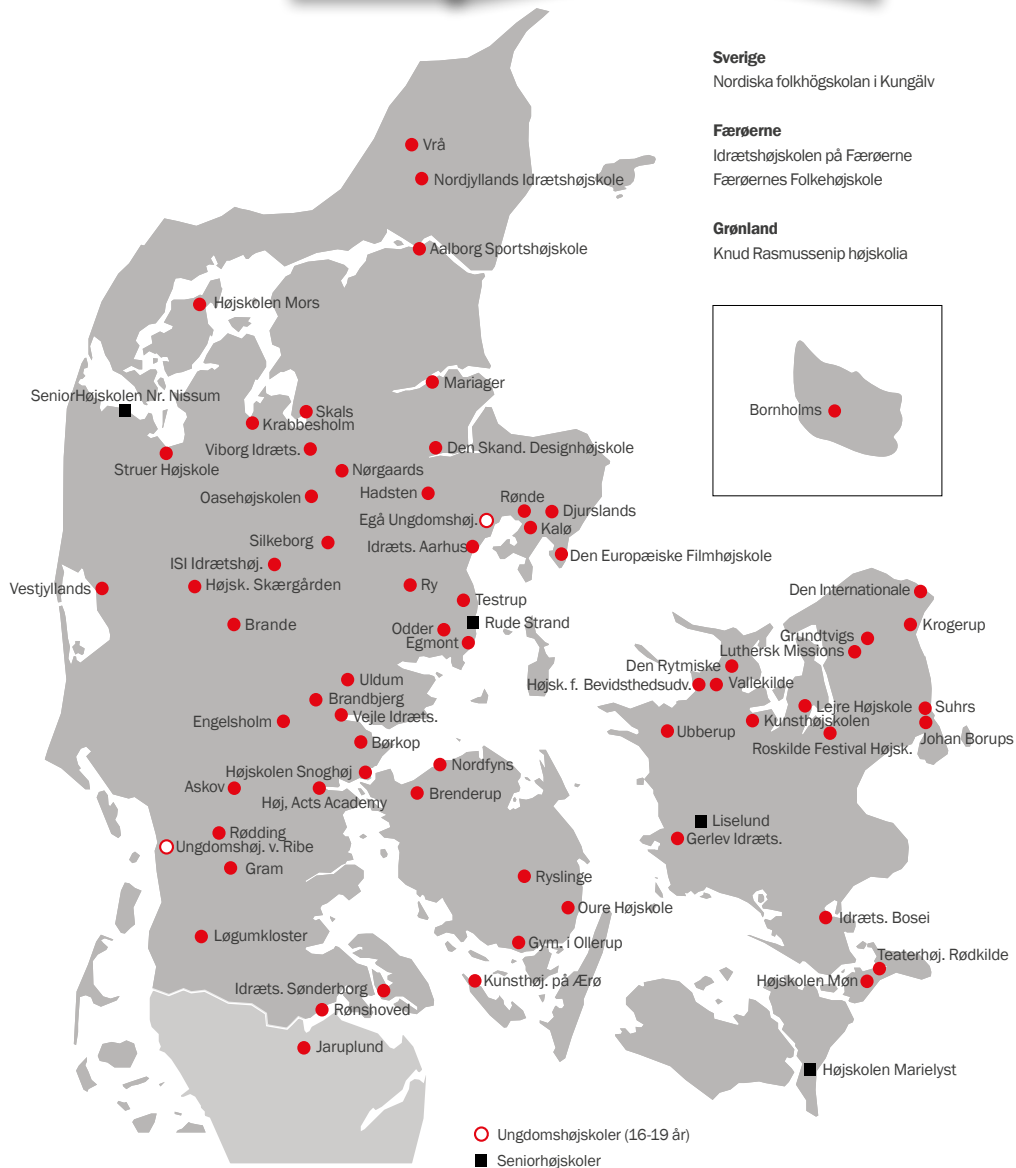 Sverige
Nordiska folkhögskolan i Kungälv
Færøerne
Idrætshøjskolen på Færøerne
Færøernes Folkehøjskole
Grønland
Knud Rasmussenip højskolia
Vrå
Nordjyllands Idrætshøjskole
Aalborg Sportshøjskole
Højskolen Mors
Mariager
SeniorHøjskolen Nr. Nissum
Skals
Krabbesholm
Bornholms
Viborg Idræts.
Den Skand. Designhøjskole
Struer Højskole
Nørgaards
Oasehøjskolen
Hadsten
Rønde
Djurslands
Egå Ungdomshøj.
Kalø
Silkeborg
Idræts. Aarhus
Den Europæiske Filmhøjskole
ISI Idrætshøj.
Vestjyllands
Højsk. Skærgården
Ry
Den Internationale
Testrup
Brande
Odder
Rude Strand
Krogerup
Egmont
Grundtvigs
Luthersk Missions
Den Rytmiske
Uldum
Højsk. f. Bevidsthedsudv.
Vallekilde
Brandbjerg
Vejle Idræts.
Lejre Højskole
Suhrs
Engelsholm
Kunsthøjskolen
Ubberup
Johan Borups
Børkop
Roskilde Festival Højsk.
Nordfyns
Højskolen Snoghøj
Askov
Brenderup
Høj, Acts Academy
Liselund
Rødding
Gerlev Idræts.
Ungdomshøj. v. Ribe
Gram
Ryslinge
Oure Højskole
Idræts. Bosei
Løgumkloster
Gym. i Ollerup
Teaterhøj. Rødkilde
Kunsthøj. på Ærø
Højskolen Møn
Idræts. Sønderborg
Rønshoved
Jaruplund
Højskolen Marielyst
Ungdomshøjskoler (16-19 år)
Seniorhøjskoler